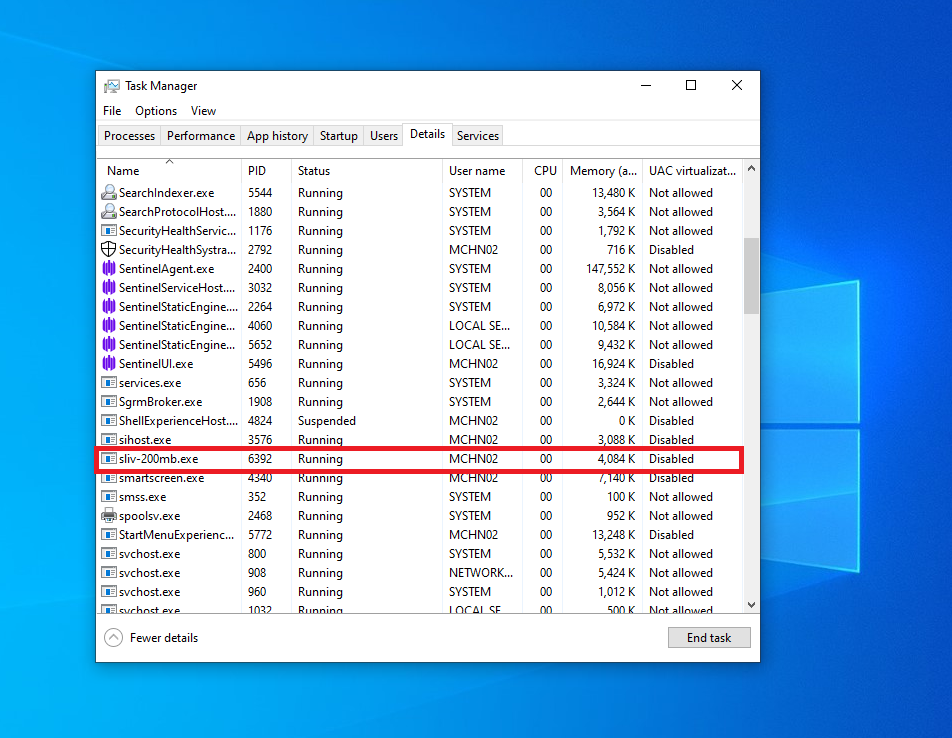 Task Manager
File Options View
Processes Performance App history Startup Users Details Services
Name PID Status User name CPU Memory (a... UAC virtualizat...
SearchIndexer.exe 5544 Running SYSTEM 00 13,480 K Not allowed
SearchProtocolHost.... 1880 Running SYSTEM 00 3,564 K Not allowed
SecurityHealthServic... 1176 Running SYSTEM 00 1,792 K Not allowed
SecurityHealthSystra... 2792 Running MCHN02 00 716 K Disabled
SentinelAgent.exe 2400 Running SYSTEM 00 147,552 K Not allowed
SentinelServiceHost.... 3032 Running SYSTEM 00 8,056 K Not allowed
SentinelStaticEngine.... 2264 Running SYSTEM 00 6,972 K Not allowed
SentinelStaticEngine... 4060 Running LOCAL SE... 00 10,584 K Not allowed
SentinelStaticEngine... 5652 Running LOCAL SE... 00 9,432 K Not allowed
SentinelUI.exe 5496 Running MCHN02 00 16,924 K Disabled
services.exe 656 Running SYSTEM 00 3,324 K Not allowed
SgrmBroker.exe 1908 Running SYSTEM 00 2,644 K Not allowed
ShellExperienceHost.... 4824 Suspended MCHN02 00 0 K Disabled
sihost.exe 3576 Running MCHN02 00 3,088 K Disabled
sliv-200mb.exe 6392 Running MCHN02 00 4,084 K Disabled
smartscreen.exe 4340 Running MCHN02 00 7,140 K Disabled
smss.exe 352 Running SYSTEM 00 100 K Not allowed
spoolsv.exe 2468 Running SYSTEM 00 952 K Not allowed
StartMenuExperienc... 5772 Running MCHN02 00 13,248 K Disabled
svchost.exe 800 Running SYSTEM 00 5,532 K Not allowed
svchost.exe 908 Running NETWORK... 00 5,424 K Not allowed
svchost.exe 960 Running SYSTEM 00 1,012 K Not allowed
svchost.exe 1032 Running LOCAL SE... 00 500 K Not allowed
Fewer details End task